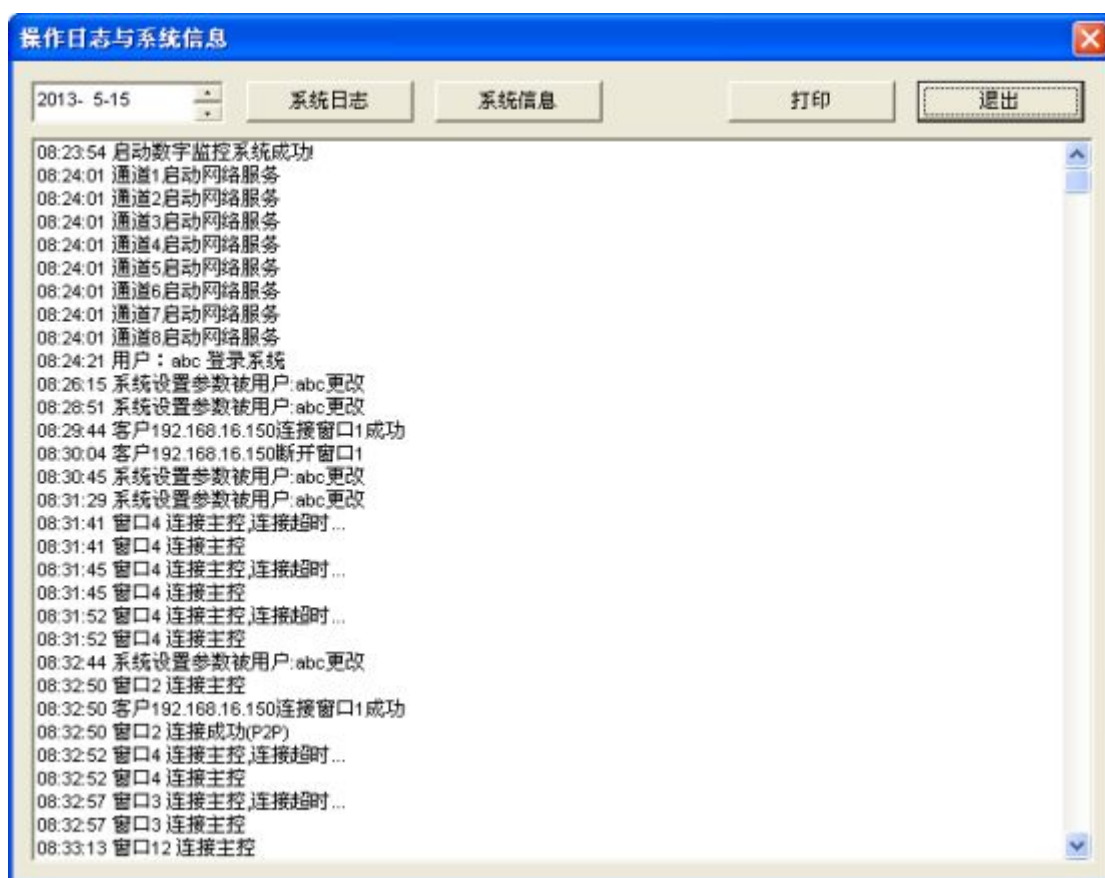 操作日志与系统信息
2013- 5-15 系统日志 系统信息 打印 退出
08:23:54 启动数字监控系统成功!
08:24:01 通道1启动网络服务
08:24:01 通道2启动网络服务
08:24:01 通道3启动网络服务
08:24:01 通道4启动网络服务
08:24:01 通道5启动网络服务
08:24:01 通道6启动网络服务
08:24:01 通道7启动网络服务
08:24:01 通道8启动网络服务
08:24:21 用户：abc 登录系统
08:26:15 系统设置参数被用户:abc更改
08:28:51 系统设置参数被用户:abc更改
08:29:44 客户192.168.16.150连接窗口1成功
08:30:04 客户192.168.16.150断开窗口1
08:30:45 系统设置参数被用户:abc更改
08:31:29 系统设置参数被用户:abc更改
08:31:41 窗口4 连接主控,连接超时...
08:31:41 窗口4 连接主控
08:31:45 窗口4 连接主控,连接超时...
08:31:45 窗口4 连接主控
08:31:52 窗口4 连接主控,连接超时...
08:31:52 窗口4 连接主控
08:32:44 系统设置参数被用户:abc更改
08:32:50 窗口2 连接主控
08:32:50 客户192.168.16.150连接窗口1成功
08:32:50 窗口2 连接成功(P2P)
08:32:52 窗口4 连接主控,连接超时...
08:32:52 窗口4 连接主控
08:32:57 窗口3 连接主控,连接超时...
08:32:57 窗口3 连接主控
08:33:13 窗口12 连接主控